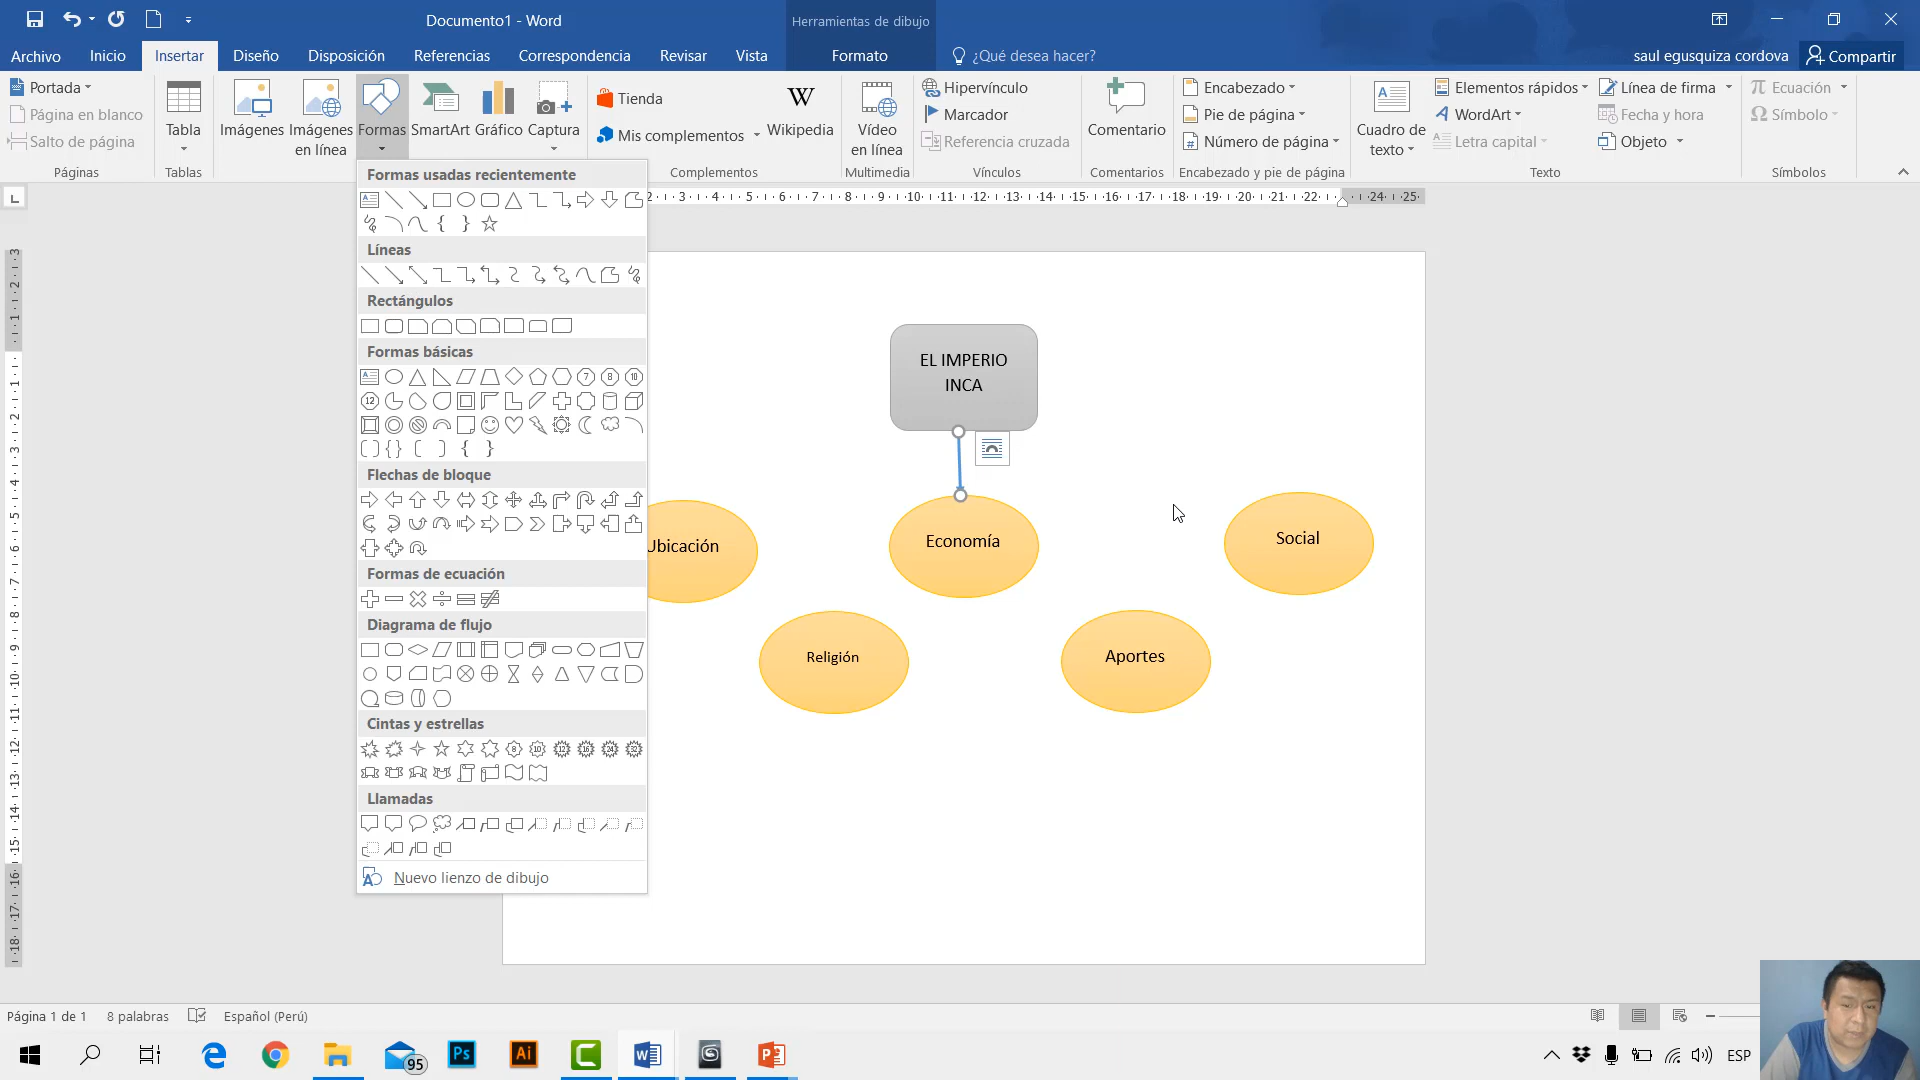 Documento1 - Word
Herramientas de dibujo
Archivo
Inicio
Insertar
Diseño
Disposición
Referencias
Correspondencia
Revisar
Vista
Formato
¿Qué desea hacer?
saul egusquiza cordova
Compartir
Portada
Página en blanco
Salto de página
Páginas
Tabla
Tablas
Imágenes
Imágenes
en línea
Formas
SmartArt
Gráfico
Captura
Tienda
Mis complementos
Wikipedia
Complementos
Vídeo
en línea
Multimedia
Hipervínculo
Marcador
Referencia cruzada
Vínculos
Comentario
Comentarios
Encabezado
Pie de página
Número de página
Encabezado y pie de página
Cuadro de
texto
Elementos rápidos
WordArt
Letra capital
Línea de firma
Fecha y hora
Objeto
Texto
Ecuación
Símbolo
Símbolos
Formas usadas recientemente
Líneas
Rectángulos
Formas básicas
Flechas de bloque
Formas de ecuación
Diagrama de flujo
Cintas y estrellas
Llamadas
Nuevo lienzo de dibujo
EL IMPERIO
INCA
Ubicación
Economía
Social
Religión
Aportes
Página 1 de 1
8 palabras
Español (Perú)
95
Ps
Ai
ESP